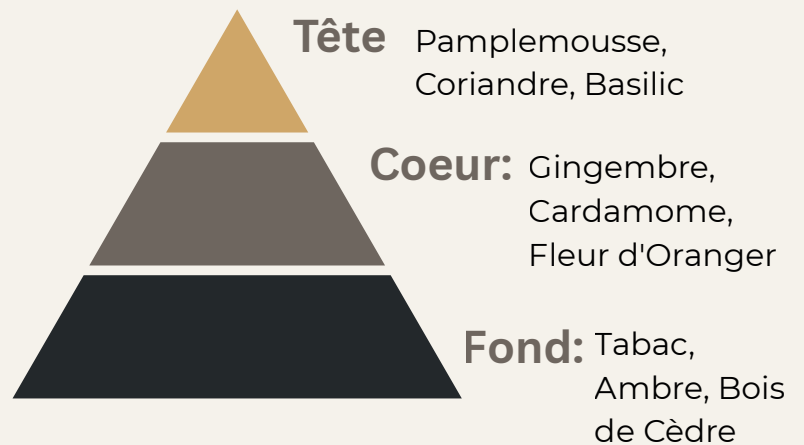 Tête Pamplemousse,
Coriandre, Basilic
Coeur: Gingembre,
Cardamome,
Fleur d'Oranger
Fond: Tabac,
Ambre, Bois
de Cèdre